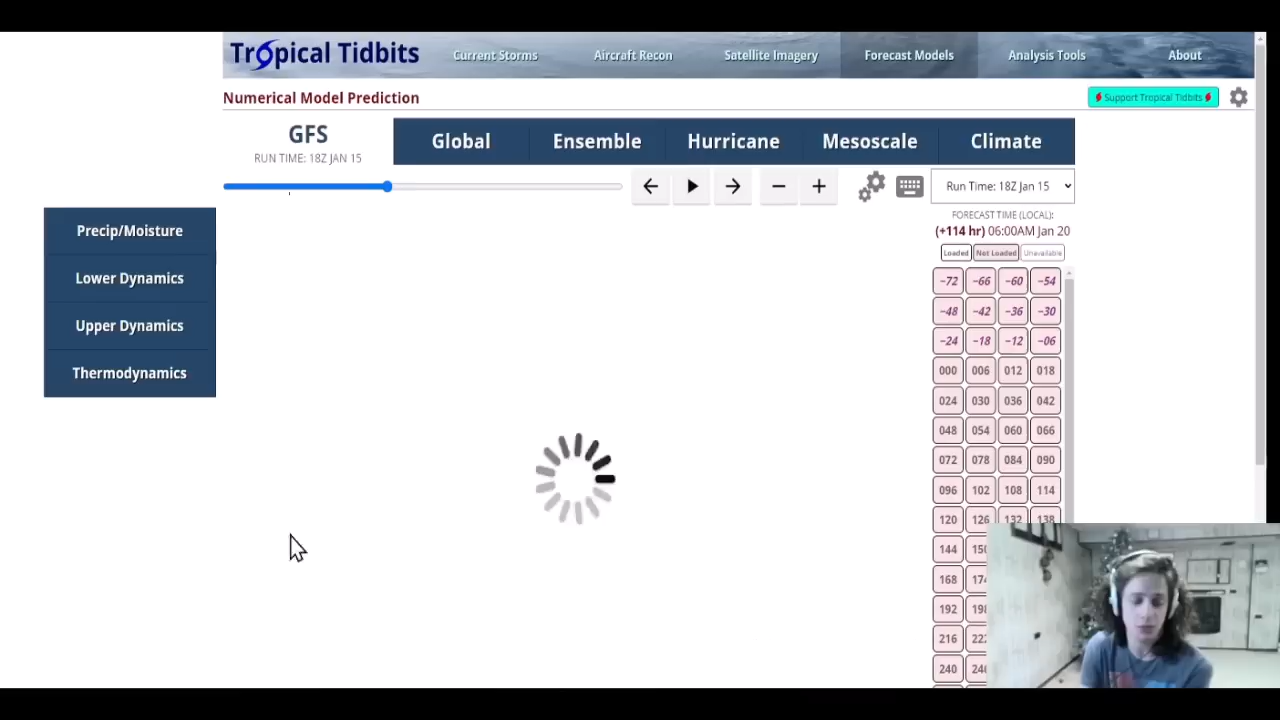 Tropical Tidbits
Current Storms
Aircraft Recon
Satellite Imagery
Forecast Models
Analysis Tools
About
Numerical Model Prediction
Support Tropical Tidbits
GFS
RUN TIME: 18Z JAN 15
Global
Ensemble
Hurricane
Mesoscale
Climate
Run Time: 18Z Jan 15
FORECAST TIME (LOCAL):
(+114 hr) 06:00AM Jan 20
Loaded Not Loaded Unavailable
Precip/Moisture
Lower Dynamics
Upper Dynamics
Thermodynamics
-72 -66 -60 -54
-48 -42 -36 -30
-24 -18 -12 -06
000 006 012 018
024 030 036 042
048 054 060 066
072 078 084 090
096 102 108 114
120 126 132 138
144
168
192
216
240